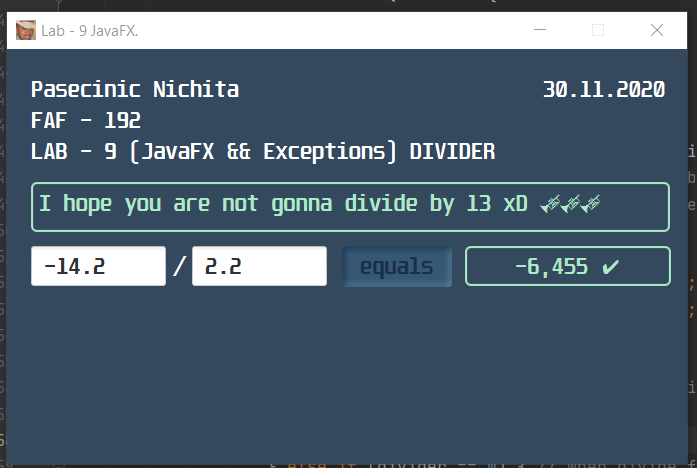 Lab - 9 JavaFX.
Pasecinic Nichita 30.11.2020
FAF - 192
LAB - 9 (JavaFX && Exceptions) DIVIDER
I hope you are not gonna divide by 13 xD 🎺🎺🎺
-14.2 / 2.2 equals -6,455 ✔